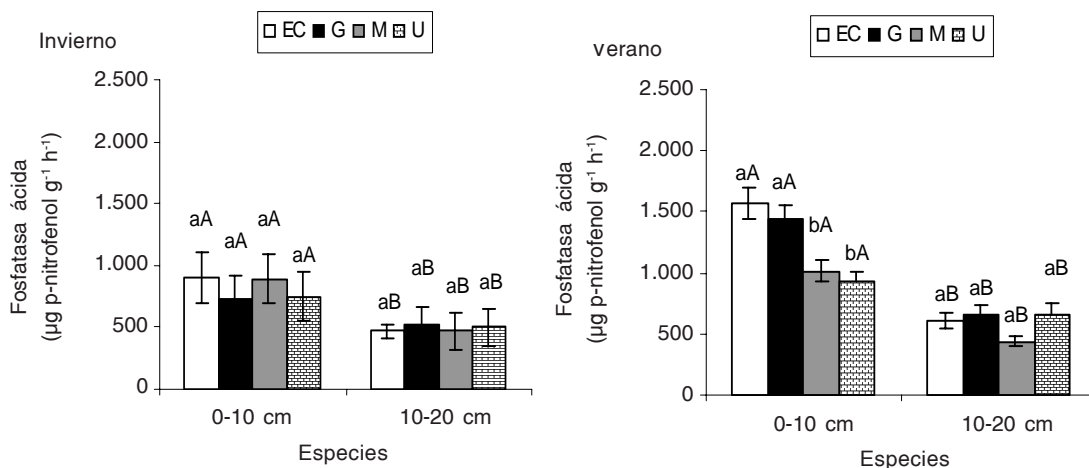 Invierno
EC G M U
Fosfatasa ácida
(µg p-nitrofenol g-1 h-1)
2.500
2.000
1.500
1.000
500
0
aA aA aA aA
aB aB aB aB
0-10 cm 10-20 cm
Especies
verano
EC G M U
Fosfatasa ácida
(µg p-nitrofenol g-1 h-1)
2.500
2.000
1.500
1.000
500
0
aA aA bA bA
aB aB aB aB
0-10 cm 10-20 cm
Especies